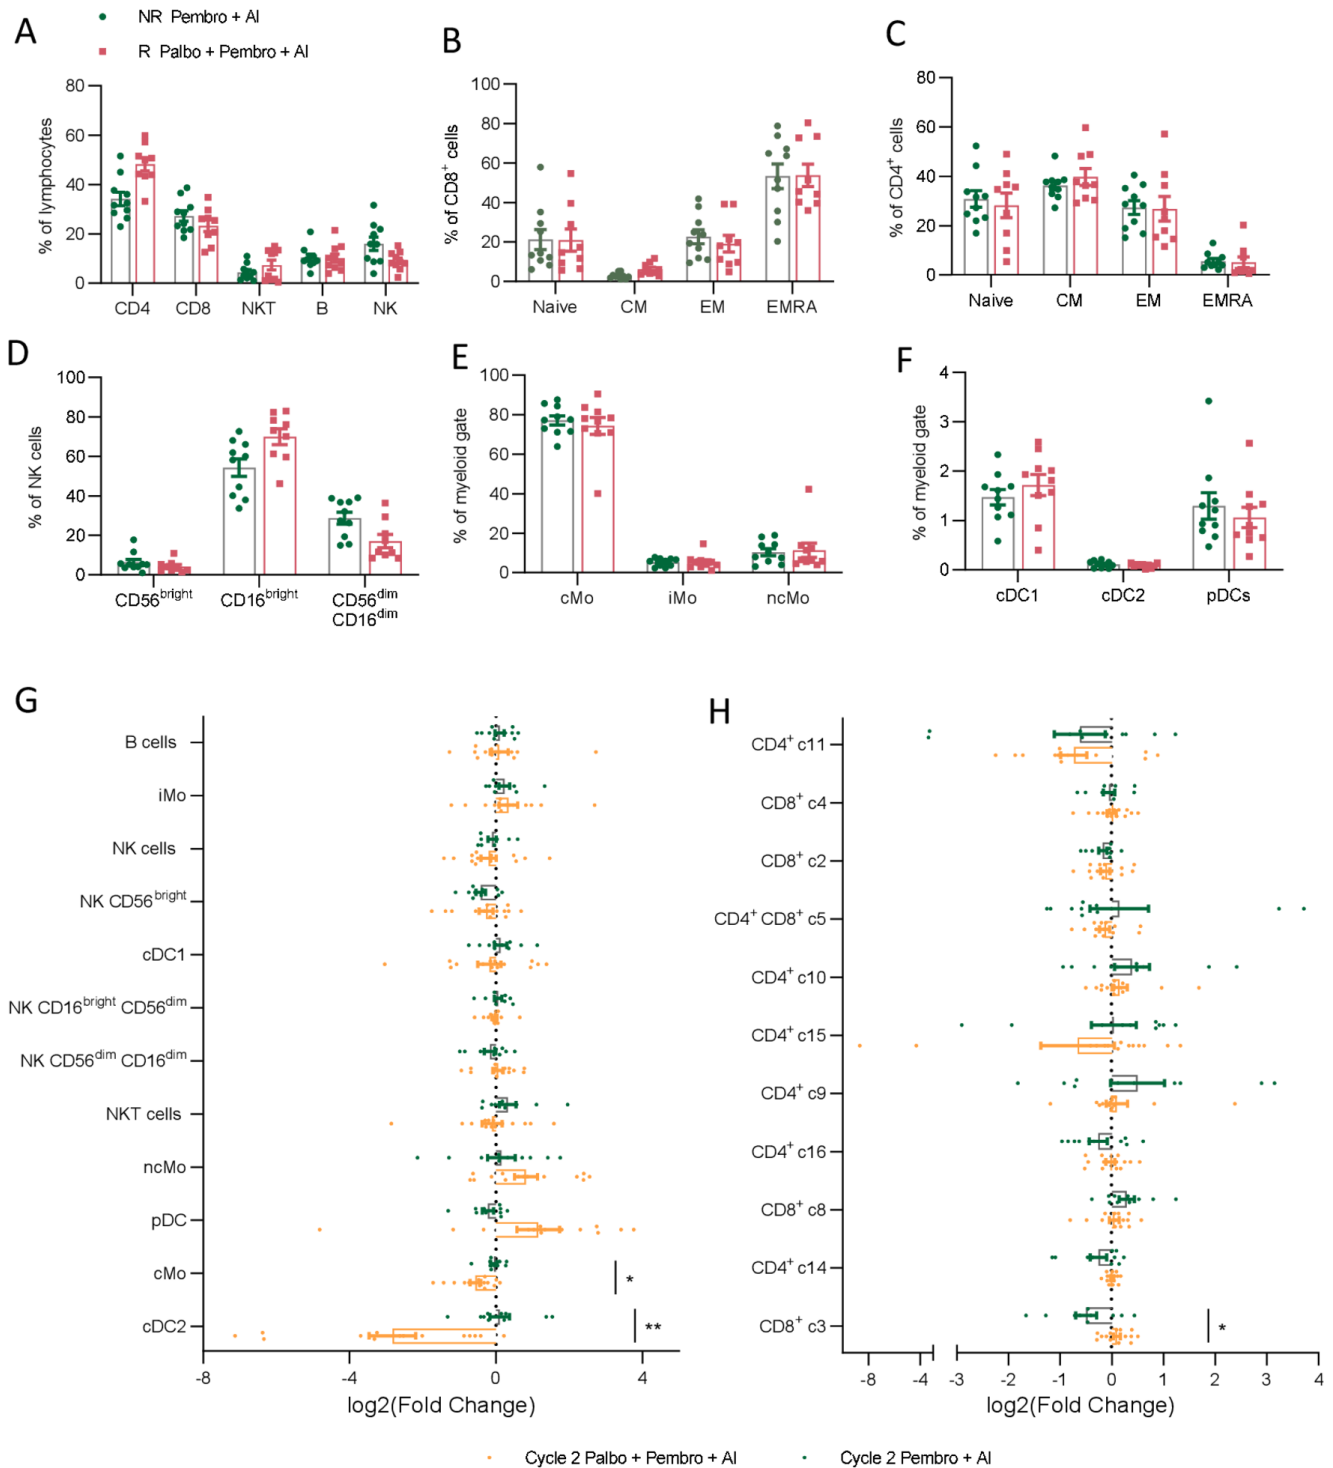 A
NR Pembro + AI
R Palbo + Pembro + AI
% of lymphocytes
80
60
40
20
0
CD4 CD8 NKT B NK
B
% of CD8+ cells
100
80
60
40
20
0
Naive CM EM EMRA
C
% of CD4+ cells
80
60
40
20
0
Naive CM EM EMRA
D
% of NK cells
100
80
60
40
20
0
CD56bright CD16bright CD56dim
CD16dim
E
% of myeloid gate
100
80
60
40
20
0
cMo iMo ncMo
F
% of myeloid gate
4
3
2
1
0
cDC1 cDC2 pDCs
G
B cells
iMo
NK cells
NK CD56bright
cDC1
NK CD16bright CD56dim
NK CD56dim CD16dim
NKT cells
ncMo
pDC
cMo
*
cDC2
**
-8 -4 0 4
log2(Fold Change)
H
CD4+ c11
CD8+ c4
CD8+ c2
CD4+ CD8+ c5
CD4+ c10
CD4+ c15
CD4+ c9
CD4+ c16
CD8+ c8
CD4+ c14
CD8+ c3
*
-8 -4 -3 -2 -1 0 1 2 3 4
log2(Fold Change)
Cycle 2 Palbo + Pembro + AI
Cycle 2 Pembro + AI